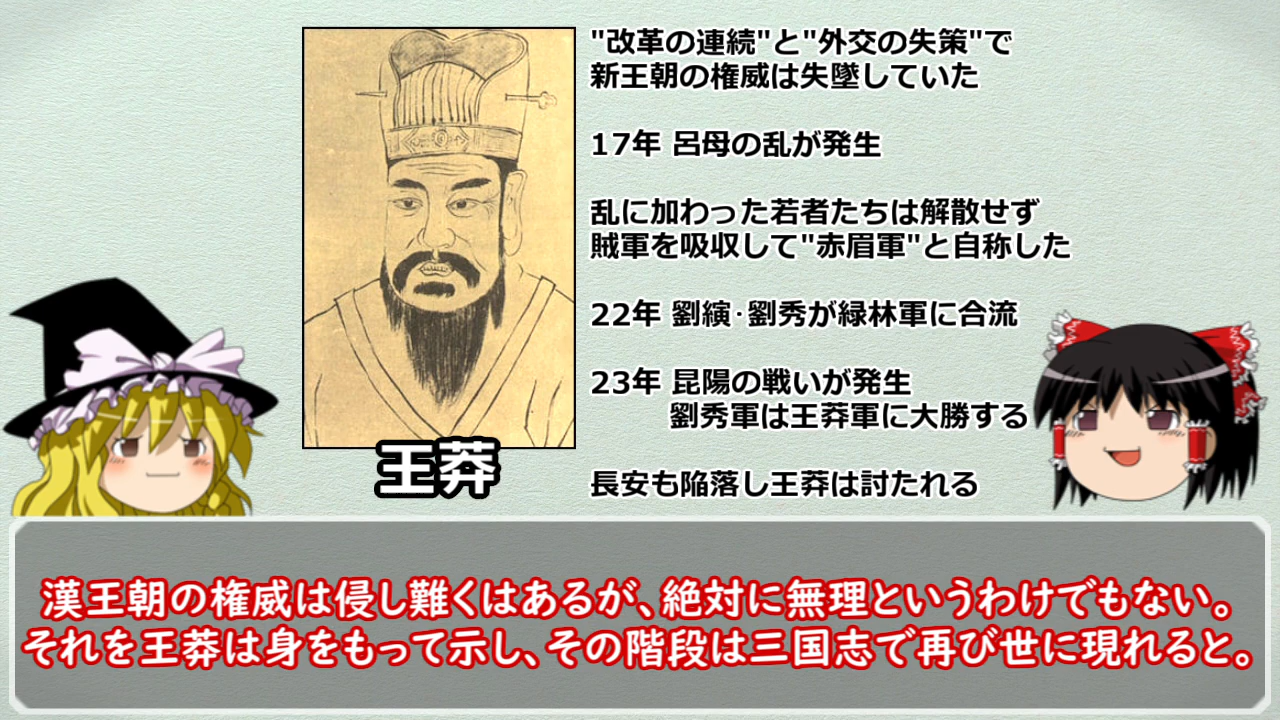 "改革の連続"と"外交の失策"で
新王朝の権威は失墜していた
17年 呂母の乱が発生
乱に加わった若者たちは解散せず
賊軍を吸収して"赤眉軍"と自称した
22年 劉縯･劉秀が緑林軍に合流
23年 昆陽の戦いが発生
劉秀軍は王莽軍に大勝する
長安も陥落し王莽は討たれる
王莽
漢王朝の権威は侵し難くはあるが、絶対に無理というわけでもない。
それを王莽は身をもって示し、その階段は三国志で再び世に現れると。